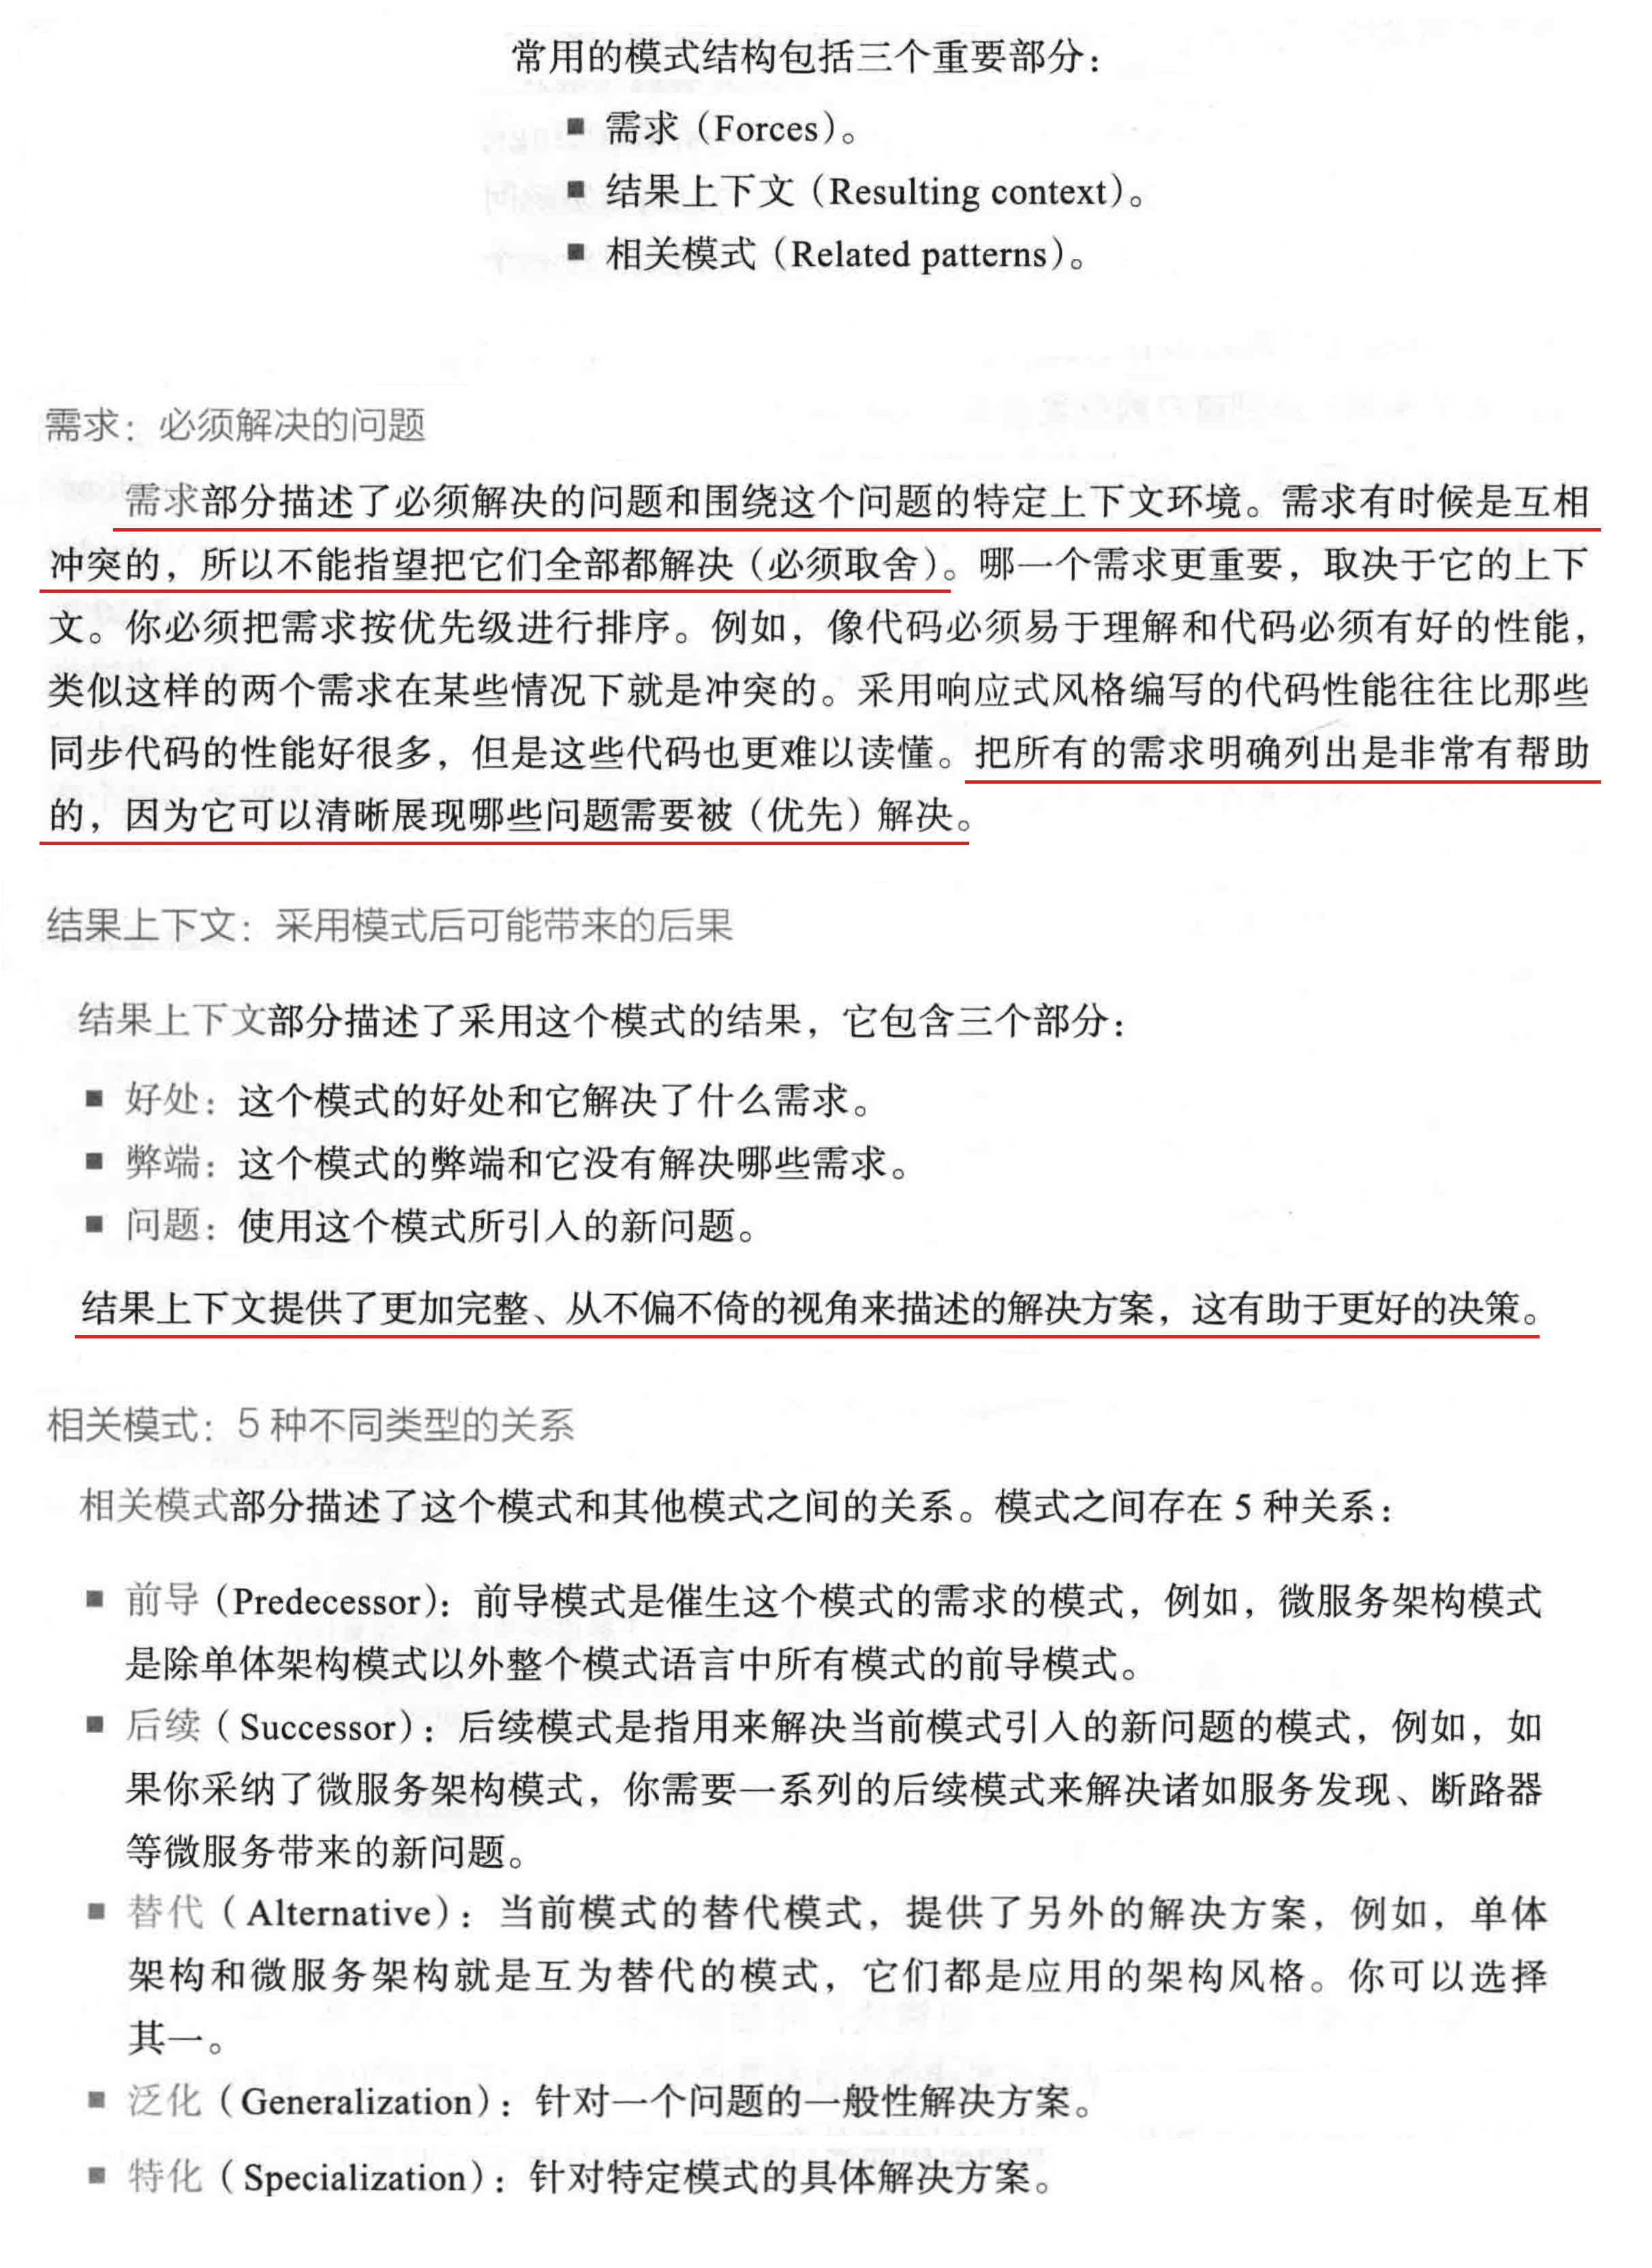 常用的模式结构包括三个重要部分：
■ 需求（Forces）。
■ 结果上下文（Resulting context）。
■ 相关模式（Related patterns）。
需求：必须解决的问题
需求部分描述了必须解决的问题和围绕这个问题的特定上下文环境。需求有时候是互相
冲突的，所以不能指望把它们全部都解决（必须取舍）。哪一个需求更重要，取决于它的上下
文。你必须把需求按优先级进行排序。例如，像代码必须易于理解和代码必须有好的性能，
类似这样的两个需求在某些情况下就是冲突的。采用响应式风格编写的代码性能往往比那些
同步代码的性能好很多，但是这些代码也更难以读懂。把所有的需求明确列出是非常有帮助
的，因为它可以清晰展现哪些问题需要被（优先）解决。
结果上下文：采用模式后可能带来的后果
结果上下文部分描述了采用这个模式的结果，它包含三个部分：
■ 好处：这个模式的好处和它解决了什么需求。
■ 弊端：这个模式的弊端和它没有解决哪些需求。
■ 问题：使用这个模式所引入的新问题。
结果上下文提供了更加完整、从不偏不倚的视角来描述的解决方案，这有助于更好的决策。
相关模式：5 种不同类型的关系
相关模式部分描述了这个模式和其他模式之间的关系。模式之间存在 5 种关系：
■ 前导（Predecessor）：前导模式是催生这个模式的需求的模式，例如，微服务架构模式
是除单体架构模式以外整个模式语言中所有模式的前导模式。
■ 后续（Successor）：后续模式是指用来解决当前模式引入的新问题的模式，例如，如
果你采纳了微服务架构模式，你需要一系列的后续模式来解决诸如服务发现、断路器
等微服务带来的新问题。
■ 替代（Alternative）：当前模式的替代模式，提供了另外的解决方案，例如，单体
架构和微服务架构就是互为替代的模式，它们都是应用的架构风格。你可以选择
其一。
■ 泛化（Generalization）：针对一个问题的一般性解决方案。
■ 特化（Specialization）：针对特定模式的具体解决方案。